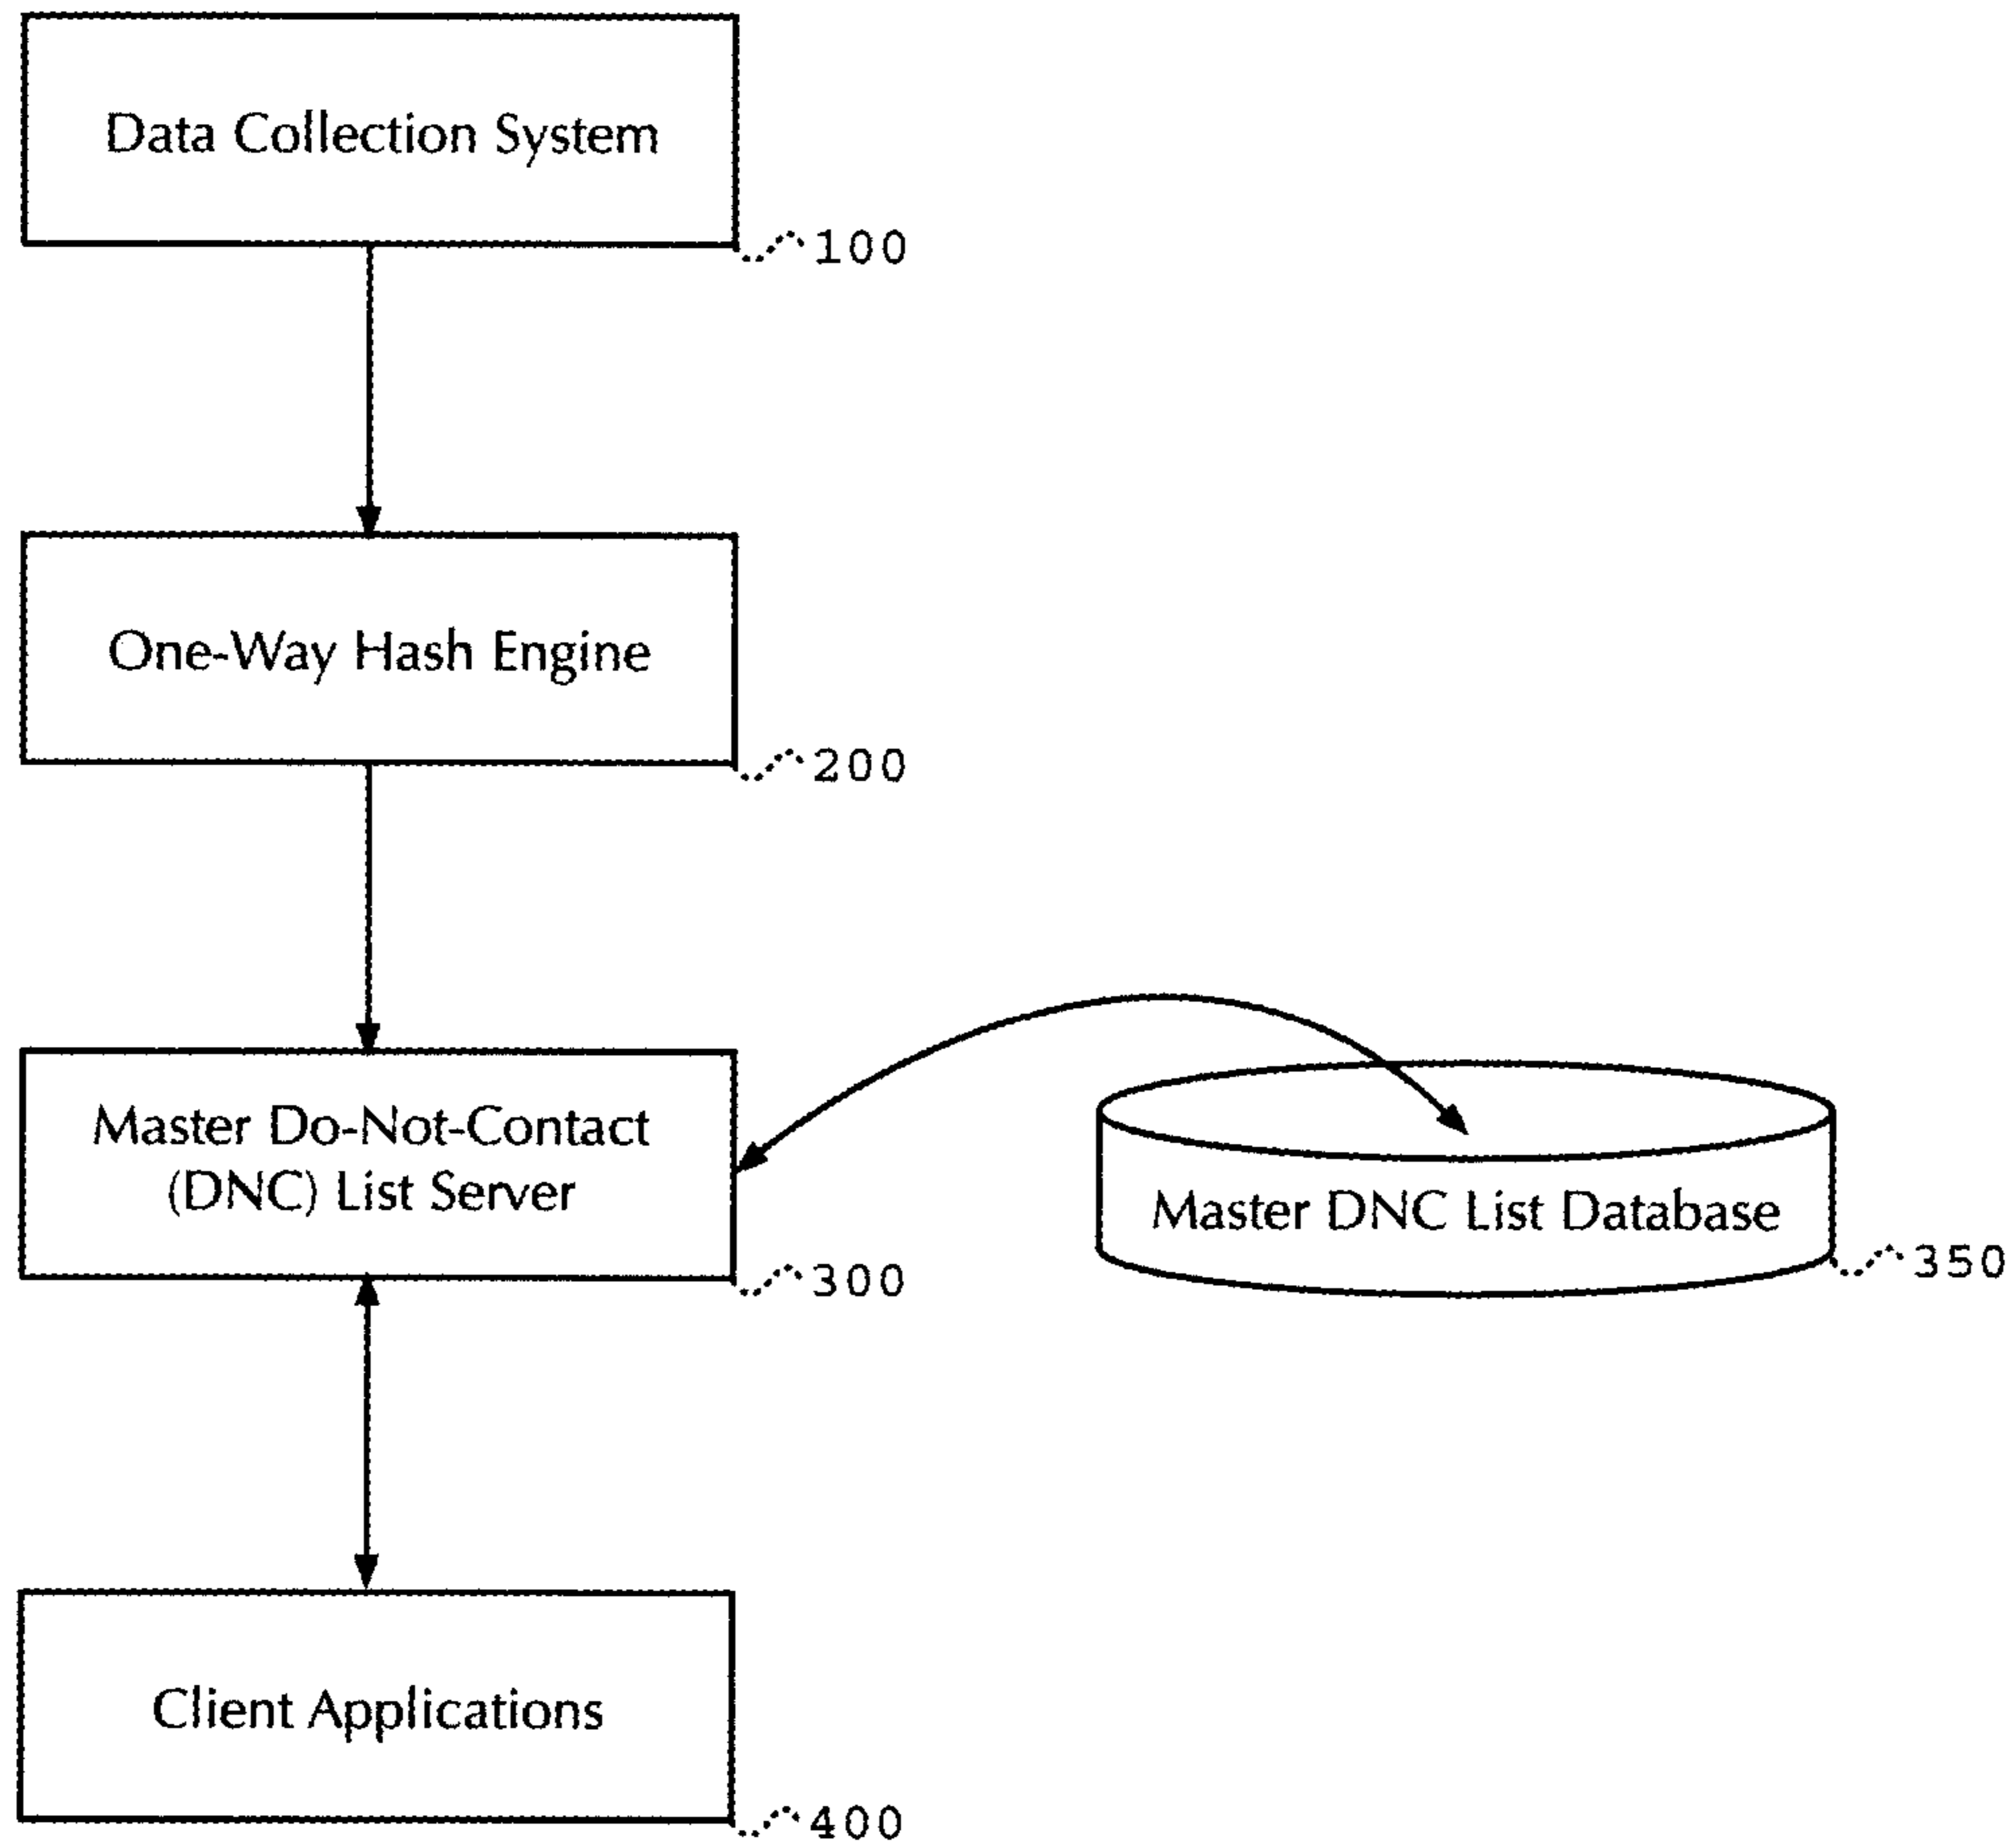 Data Collection System
100
One-Way Hash Engine
200
Master Do-Not-Contact
(DNC) List Server
300
Master DNC List Database
350
Client Applications
400